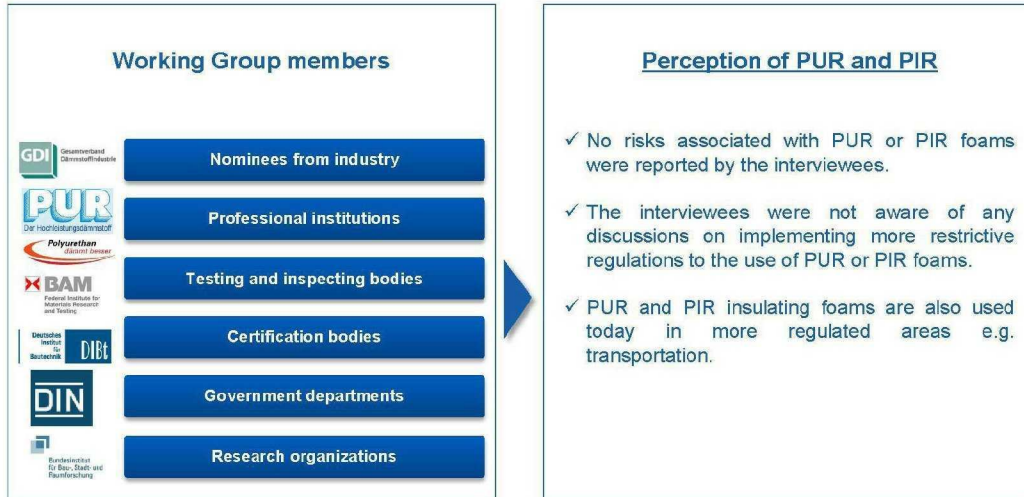 Working Group members
GDI
Gesamtverband
Dämmstoffindustrie
Nominees from industry
PUR
Der Hochleistungsdämmstoff
Professional institutions
Polyurethan
dämmt besser
BAM
Federal Institute for
Materials Research
and Testing
Testing and inspecting bodies
Deutsches
Institut
für
Bautechnik
DIBt
Certification bodies
DIN
Government departments
Bundesinstitut
für Bau-, Stadt- und
Raumforschung
Research organizations
Perception of PUR and PIR
✓ No risks associated with PUR or PIR foams
were reported by the interviewees.
✓ The interviewees were not aware of any
discussions on implementing more restrictive
regulations to the use of PUR or PIR foams.
✓ PUR and PIR insulating foams are also used
today in more regulated areas e.g.
transportation.